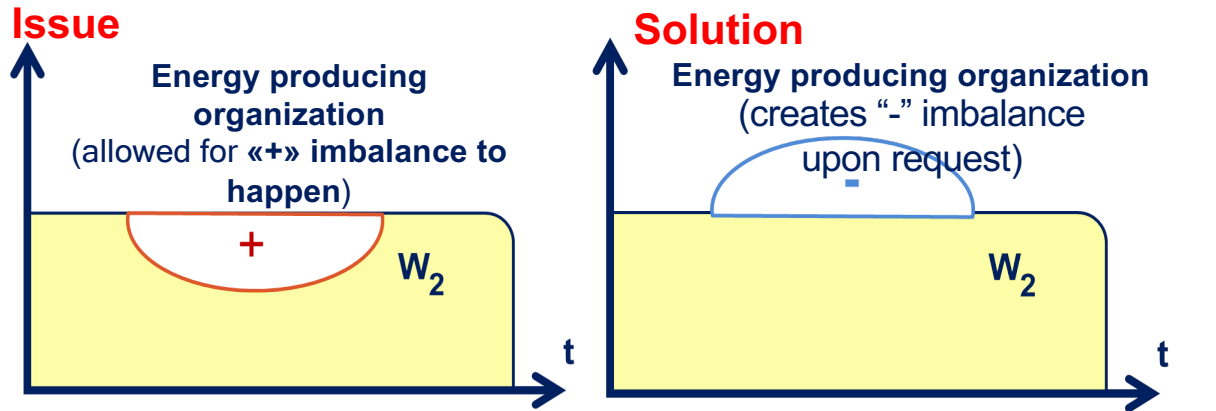 Issue
Energy producing
organization
(allowed for «+» imbalance to
happen)
+
W2
t
Solution
Energy producing organization
(creates “-” imbalance
upon request)
-
W2
t